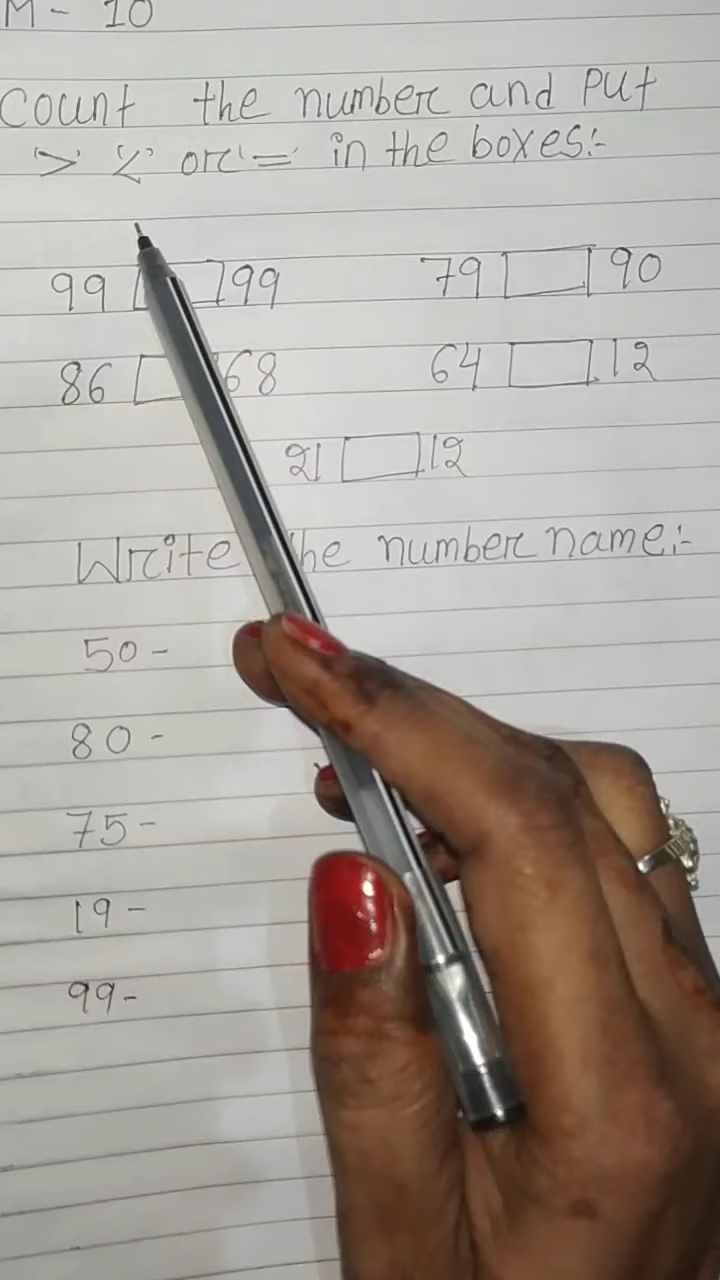 M - 10
Count the number and put
'>' '<' or '=' in the boxes:-
99 199 79 90
86 68 64 12
21 12
Write the number name:-
50 -
80 -
75 -
19 -
99 -